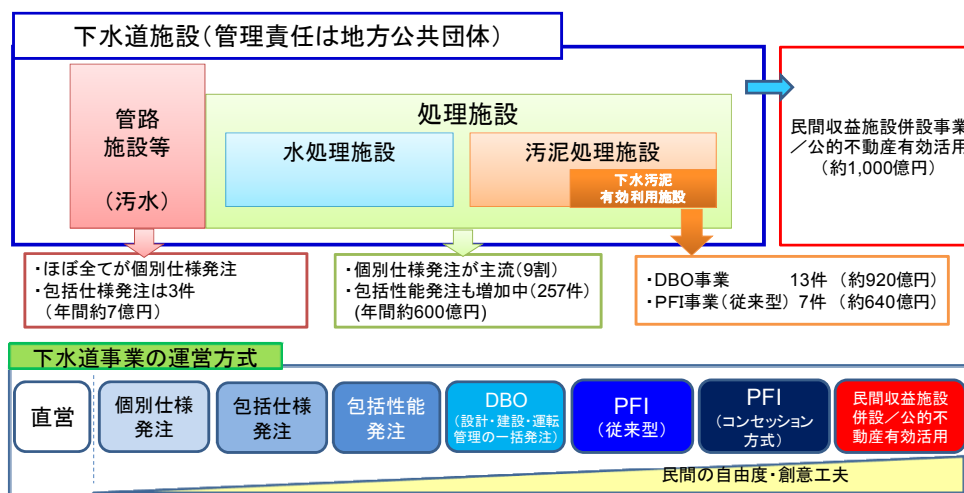 下水道施設(管理責任は地方公共団体)
管路
施設等
(汚水)
処理施設
水処理施設
汚泥処理施設
下水汚泥
有効利用施設
民間収益施設併設事業
/公的不動産有効活用
(約1,000億円)
・ほぼ全てが個別仕様発注
・包括仕様発注は3件
(年間約7億円)
・個別仕様発注が主流(9割)
・包括性能発注も増加中(257件)
(年間約600億円)
・DBO事業 13件 (約920億円)
・PFI事業(従来型) 7件 (約640億円)
下水道事業の運営方式
直営
個別仕様
発注
包括仕様
発注
包括性能
発注
DBO
(設計・建設・運転
管理の一括発注)
PFI
(従来型)
PFI
(コンセッション
方式)
民間収益施設
併設/公的不
動産有効活用
民間の自由度・創意工夫